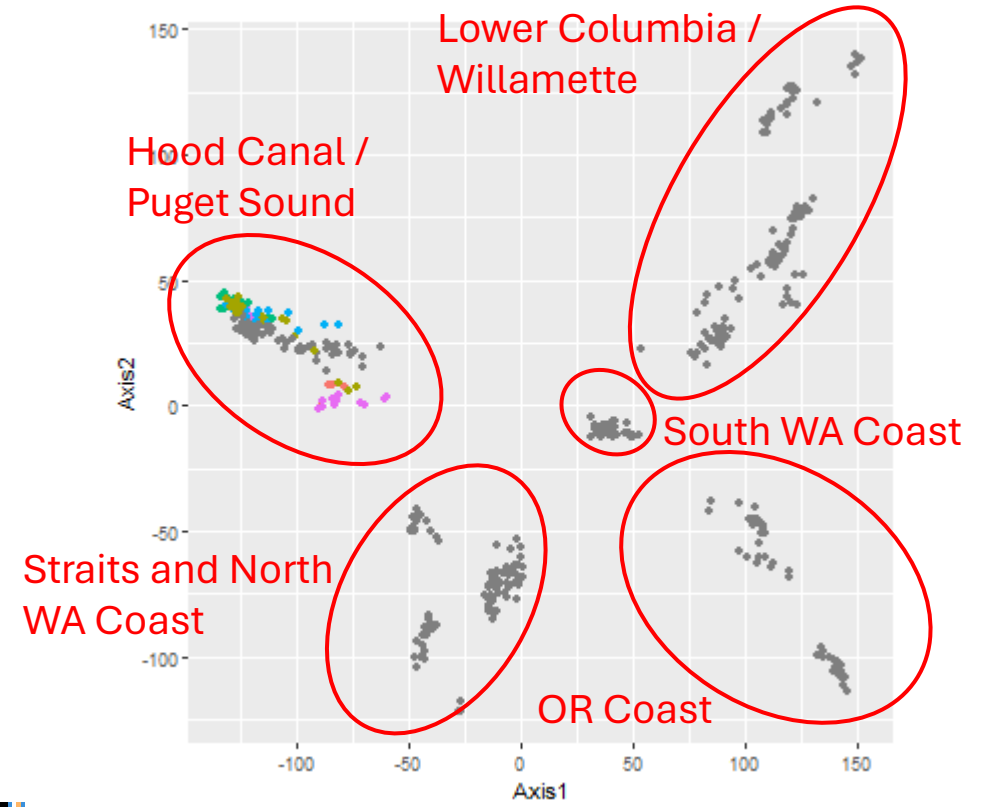 Lower Columbia /
Willamette
150
Hood Canal /
Puget Sound
100
50
South WA Coast
Axis2
0
-50
Straits and North
WA Coast
-100
OR Coast
-100 -50 0 50 100 150
Axis1